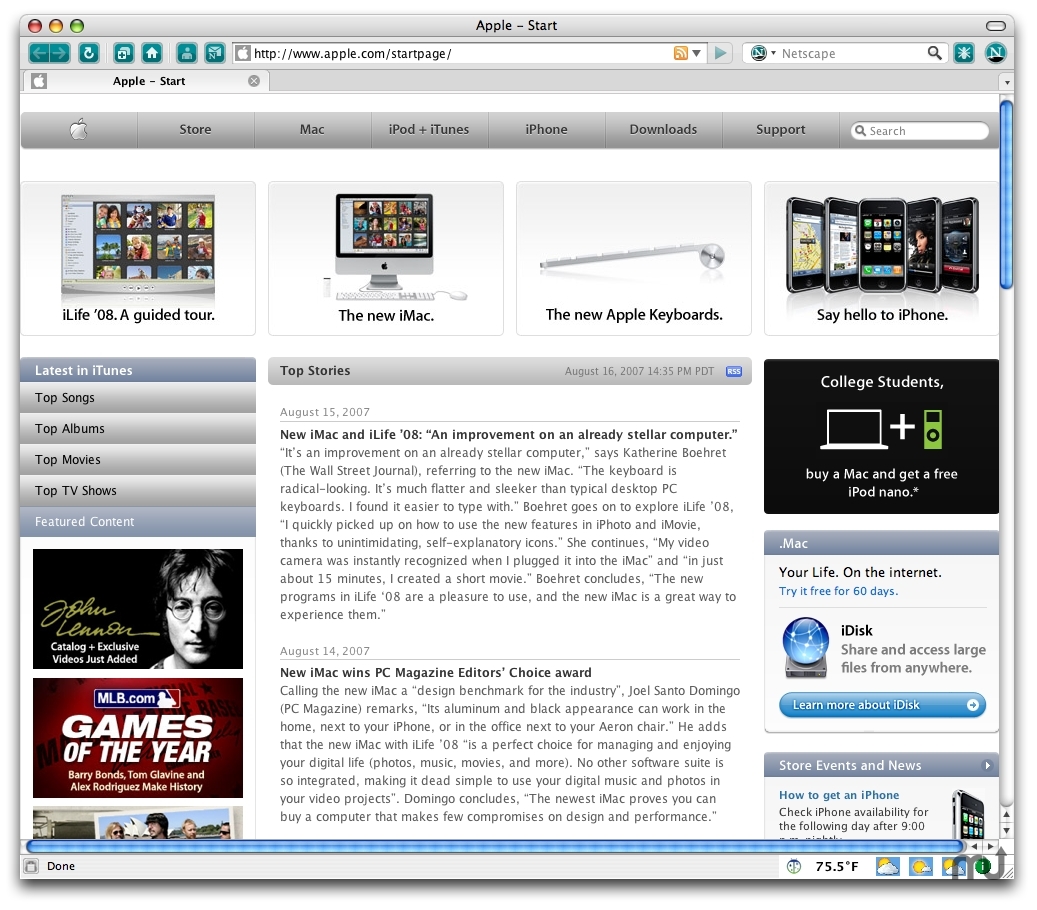 Apple – Start
http://www.apple.com/startpage/
Netscape
Apple – Start
Store
Mac
iPod + iTunes
iPhone
Downloads
Support
Search
iLife ’08. A guided tour.
The new iMac.
The new Apple Keyboards.
Say hello to iPhone.
Latest in iTunes
Top Songs
Top Albums
Top Movies
Top TV Shows
Featured Content
John Lennon
Catalog + Exclusive
Videos Just Added
MLB.com
GAMES
OF THE YEAR
Barry Bonds, Tom Glavine and
Alex Rodriguez Make History
Top Stories
August 16, 2007 14:35 PM PDT
RSS
August 15, 2007
New iMac and iLife ’08: “An improvement on an already stellar computer.”
“It’s an improvement on an already stellar computer,” says Katherine Boehret
(The Wall Street Journal), referring to the new iMac. “The keyboard is
radical-looking. It’s much flatter and sleeker than typical desktop PC
keyboards. I found it easier to type with.” Boehret goes on to explore iLife ’08,
“I quickly picked up on how to use the new features in iPhoto and iMovie,
thanks to unintimidating, self-explanatory icons.” She continues, “My video
camera was instantly recognized when I plugged it into the iMac” and “in just
about 15 minutes, I created a short movie.” Boehret concludes, “The new
programs in iLife ‘08 are a pleasure to use, and the new iMac is a great way to
experience them.”
August 14, 2007
New iMac wins PC Magazine Editors’ Choice award
Calling the new iMac a “design benchmark for the industry”, Joel Santo Domingo
(PC Magazine) remarks, “Its aluminum and black appearance can work in the
home, next to your iPhone, or in the office next to your Aeron chair.” He adds
that the new iMac with iLife ’08 “is a perfect choice for managing and enjoying
your digital life (photos, music, movies, and more). No other software suite is
so integrated, making it dead simple to use your digital music and photos in
your video projects”. Domingo concludes, “The newest iMac proves you can
buy a computer that makes few compromises on design and performance.”
College Students,
+
buy a Mac and get a free
iPod nano.*
.Mac
Your Life. On the internet.
Try it free for 60 days.
iDisk
Share and access large
files from anywhere.
Learn more about iDisk
Store Events and News
How to get an iPhone
Check iPhone availability for
the following day after 9:00
p.m. nightly
Done
75.5°F